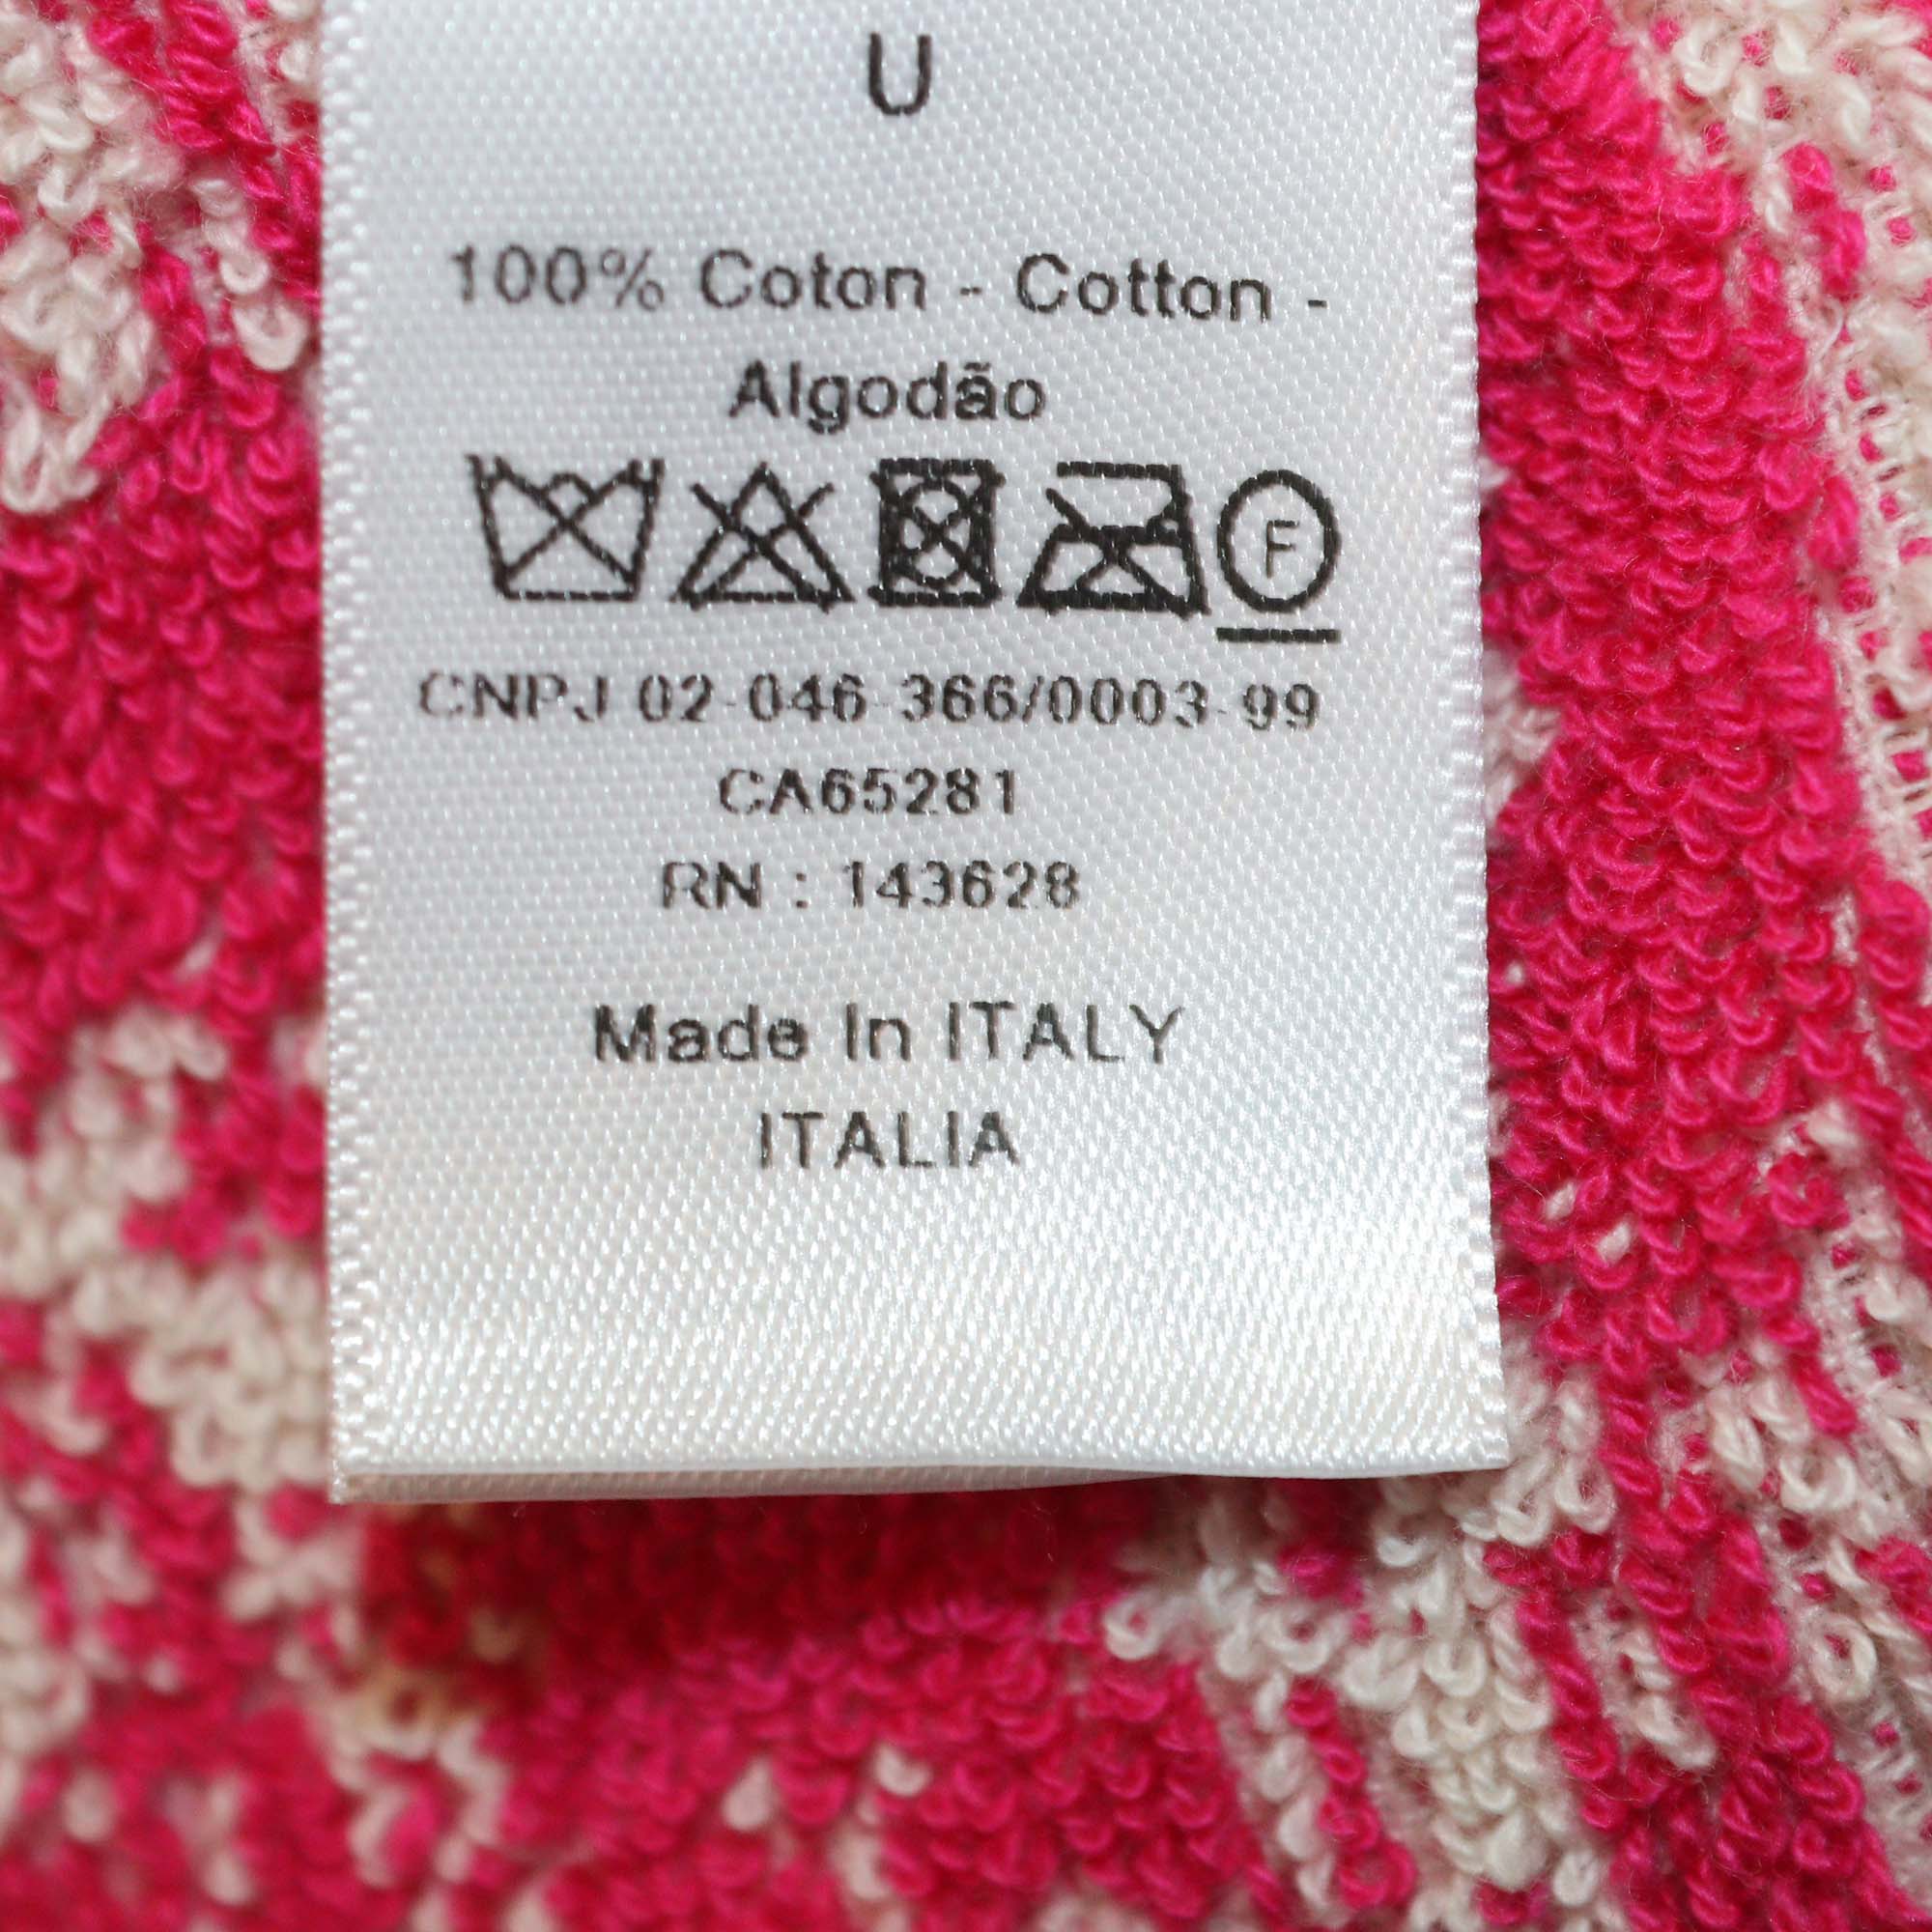 U
100% Coton - Cotton -
Algodão
F
CNPJ 02-046-366/0003-99
CA65281
RN : 143628
Made In ITALY
ITALIA